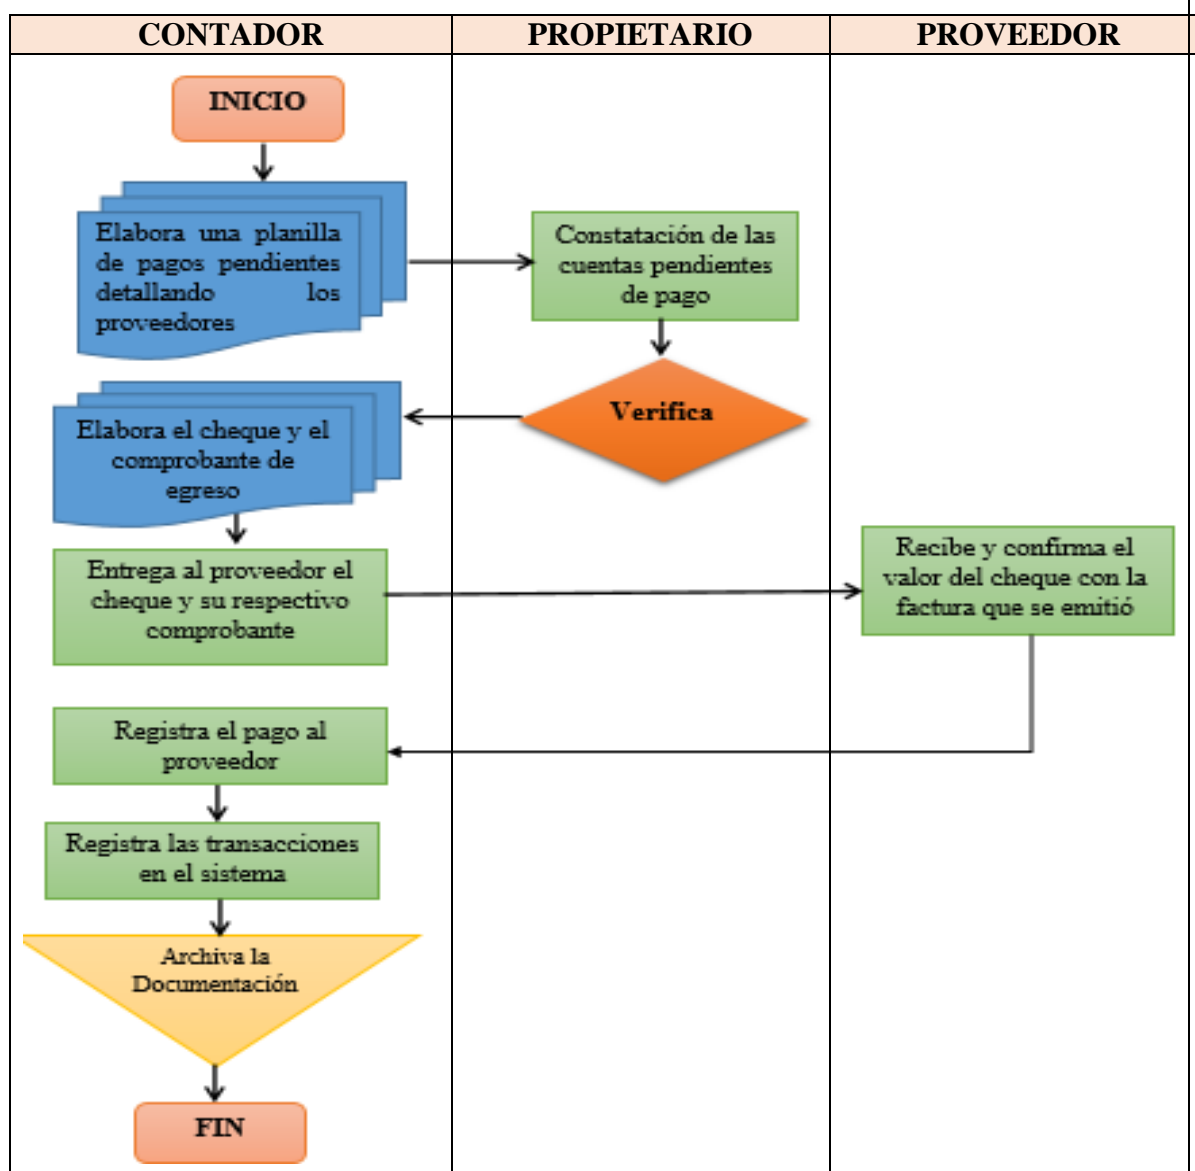 CONTADOR
PROPIETARIO
PROVEEDOR
INICIO
Elabora una planilla
de pagos pendientes
detallando los
proveedores
Constatación de las
cuentas pendientes
de pago
Verifica
Elabora el cheque y el
comprobante de
egreso
Entrega al proveedor el
cheque y su respectivo
comprobante
Recibe y confirma el
valor del cheque con la
factura que se emitió
Registra el pago al
proveedor
Registra las transacciones
en el sistema
Archiva la
Documentación
FIN